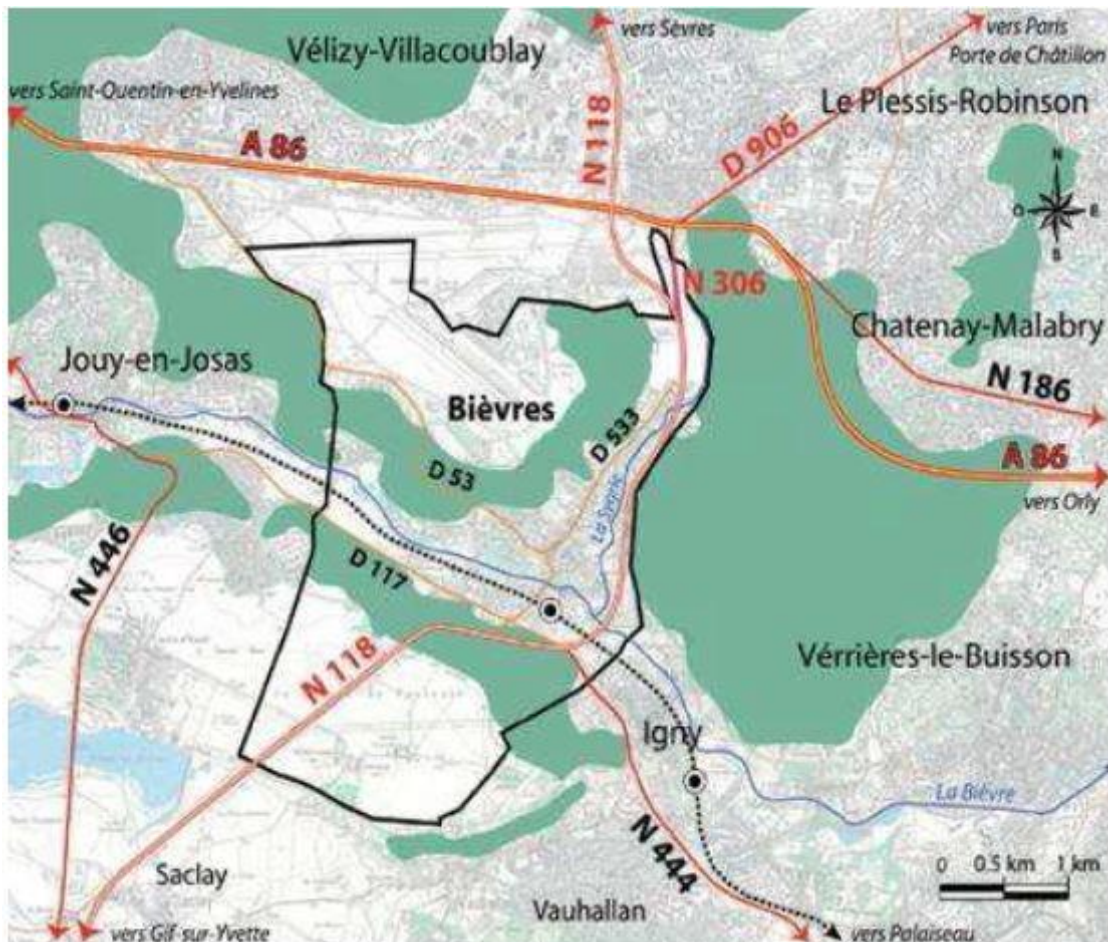 vers Sèvres
vers Paris
Porte de Châtillon
Vélizy-Villacoublay
vers Saint-Quentin-en-Yvelines
Le Plessis-Robinson
A 86
N 118
D 906
N
O
E
S
N 306
Chatenay-Malabry
Jouy-en-Josas
N 186
Bièvres
D 533
A 86
D 53
vers Orly
La Sygrie
N 446
D 117
N 118
Vérrières-le-Buisson
Igny
La Bièvre
N 444
0 0.5 km 1 km
Saclay
Vauhallan
vers Gif-sur-Yvette
vers Palaiseau